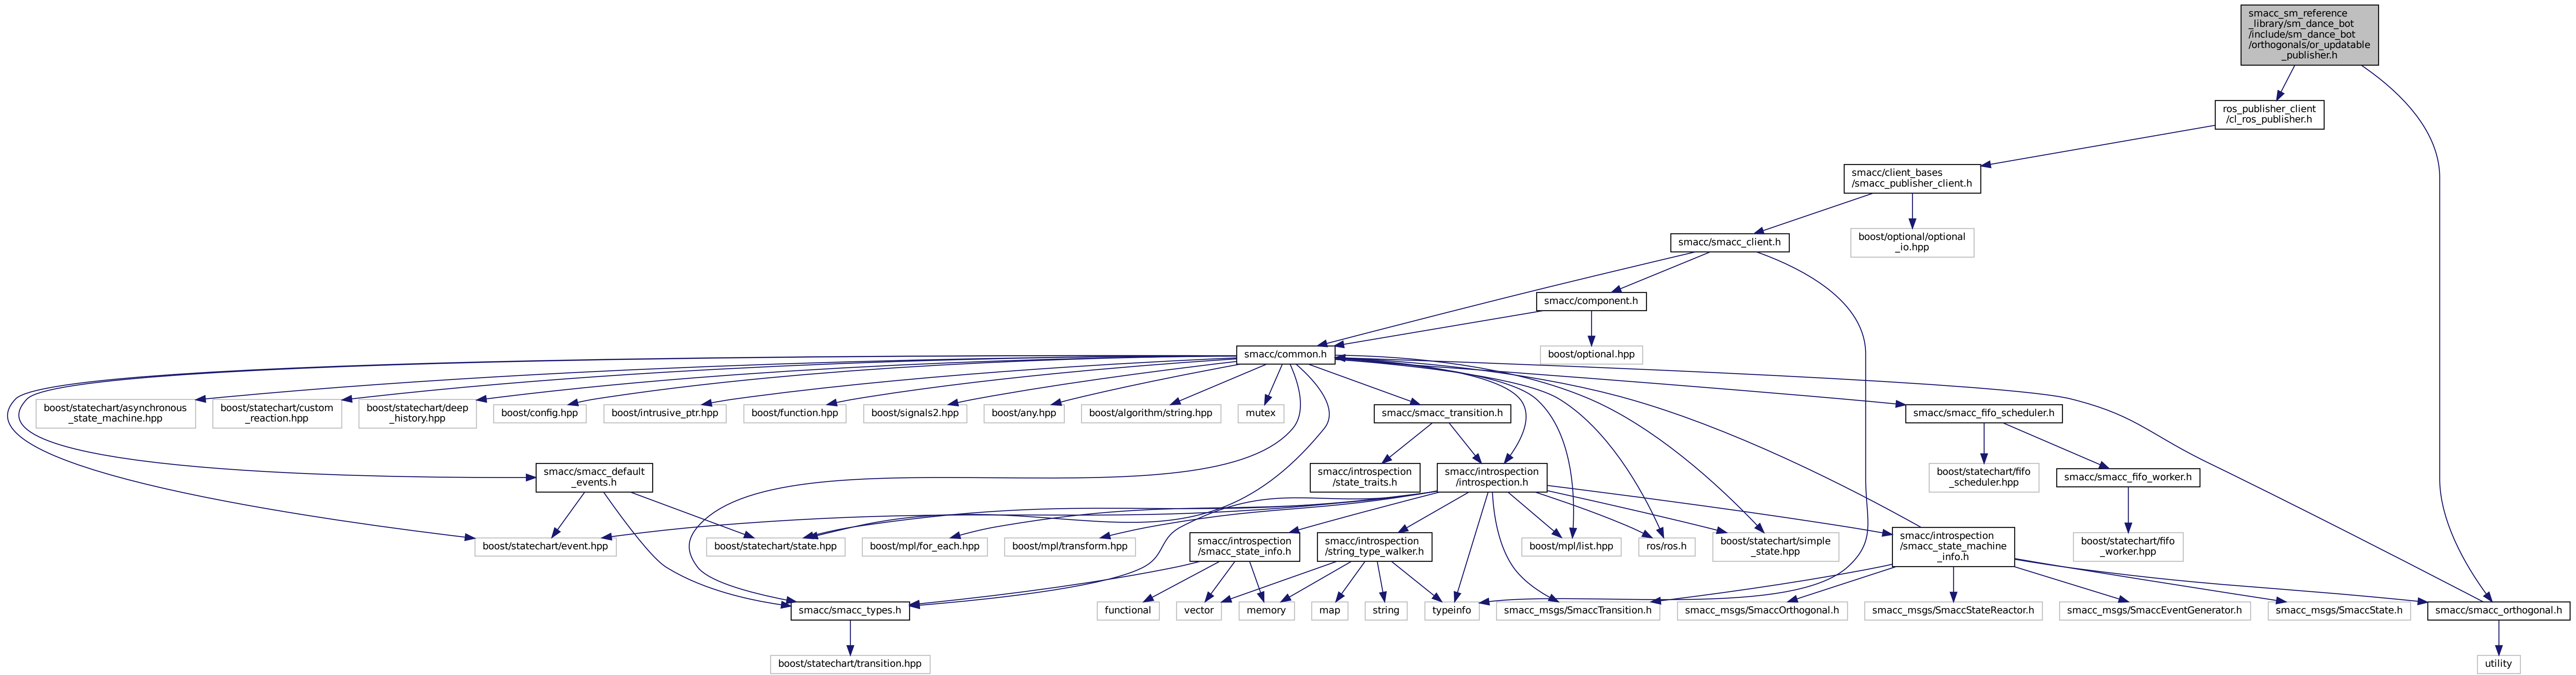 smacc_sm_reference
_library/sm_dance_bot
/include/sm_dance_bot
/orthogonals/or_updatable
_publisher.h
ros_publisher_client
/cl_ros_publisher.h
smacc/client_bases
/smacc_publisher_client.h
smacc/smacc_client.h
boost/optional/optional
_io.hpp
smacc/component.h
smacc/common.h
boost/optional.hpp
boost/statechart/asynchronous
_state_machine.hpp
boost/statechart/custom
_reaction.hpp
boost/statechart/deep
_history.hpp
boost/config.hpp
boost/intrusive_ptr.hpp
boost/function.hpp
boost/signals2.hpp
boost/any.hpp
boost/algorithm/string.hpp
mutex
smacc/smacc_transition.h
smacc/smacc_fifo_scheduler.h
smacc/smacc_default
_events.h
smacc/introspection
/state_traits.h
smacc/introspection
/introspection.h
boost/statechart/fifo
_scheduler.hpp
smacc/smacc_fifo_worker.h
boost/statechart/event.hpp
boost/statechart/state.hpp
boost/mpl/for_each.hpp
boost/mpl/transform.hpp
smacc/introspection
/smacc_state_info.h
smacc/introspection
/string_type_walker.h
boost/mpl/list.hpp
ros/ros.h
boost/statechart/simple
_state.hpp
smacc/introspection
/smacc_state_machine
_info.h
boost/statechart/fifo
_worker.hpp
smacc/smacc_types.h
functional
vector
memory
map
string
typeinfo
smacc_msgs/SmaccTransition.h
smacc_msgs/SmaccOrthogonal.h
smacc_msgs/SmaccStateReactor.h
smacc_msgs/SmaccEventGenerator.h
smacc_msgs/SmaccState.h
smacc/smacc_orthogonal.h
boost/statechart/transition.hpp
utility